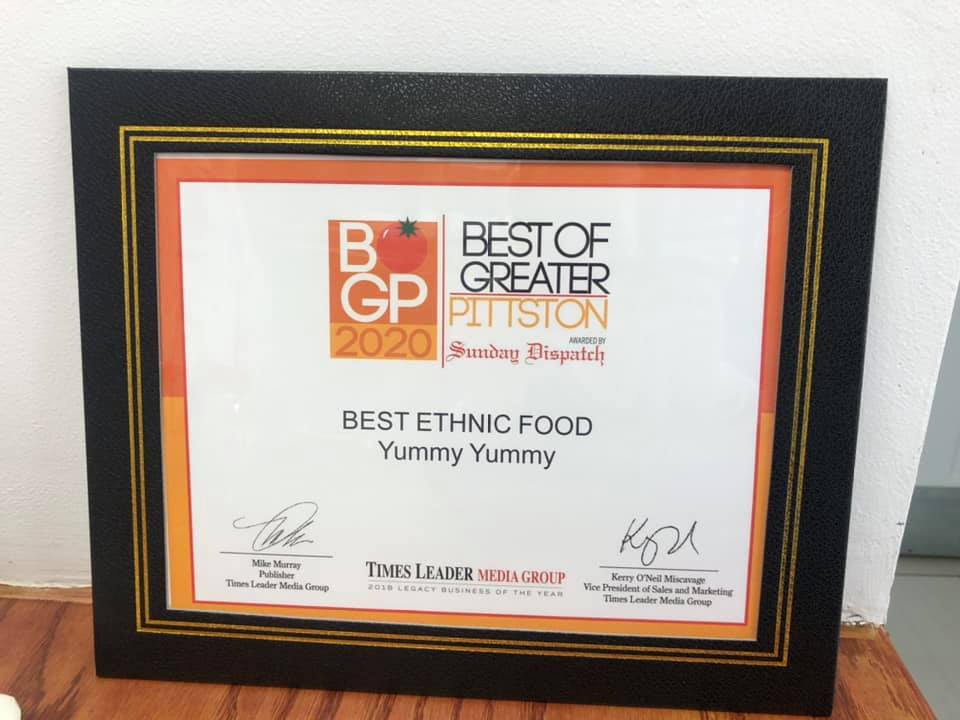 BGP
2020
BEST OF
GREATER
PITTSTON
AWARDED BY
Sunday Dispatch
BEST ETHNIC FOOD
Yummy Yummy
Mike Murray
Publisher
Times Leader Media Group
TIMES LEADER MEDIA GROUP
2018 LEGACY BUSINESS OF THE YEAR
Kerry O'Neil Miscavage
Vice President of Sales and Marketing
Times Leader Media Group